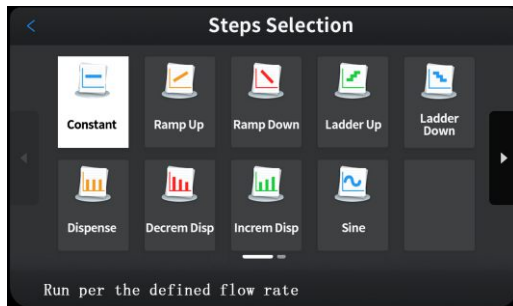 Steps Selection
Constant
Ramp Up
Ramp Down
Ladder Up
Ladder
Down
Dispense
Decrem Disp
Increm Disp
Sine
Run per the defined flow rate